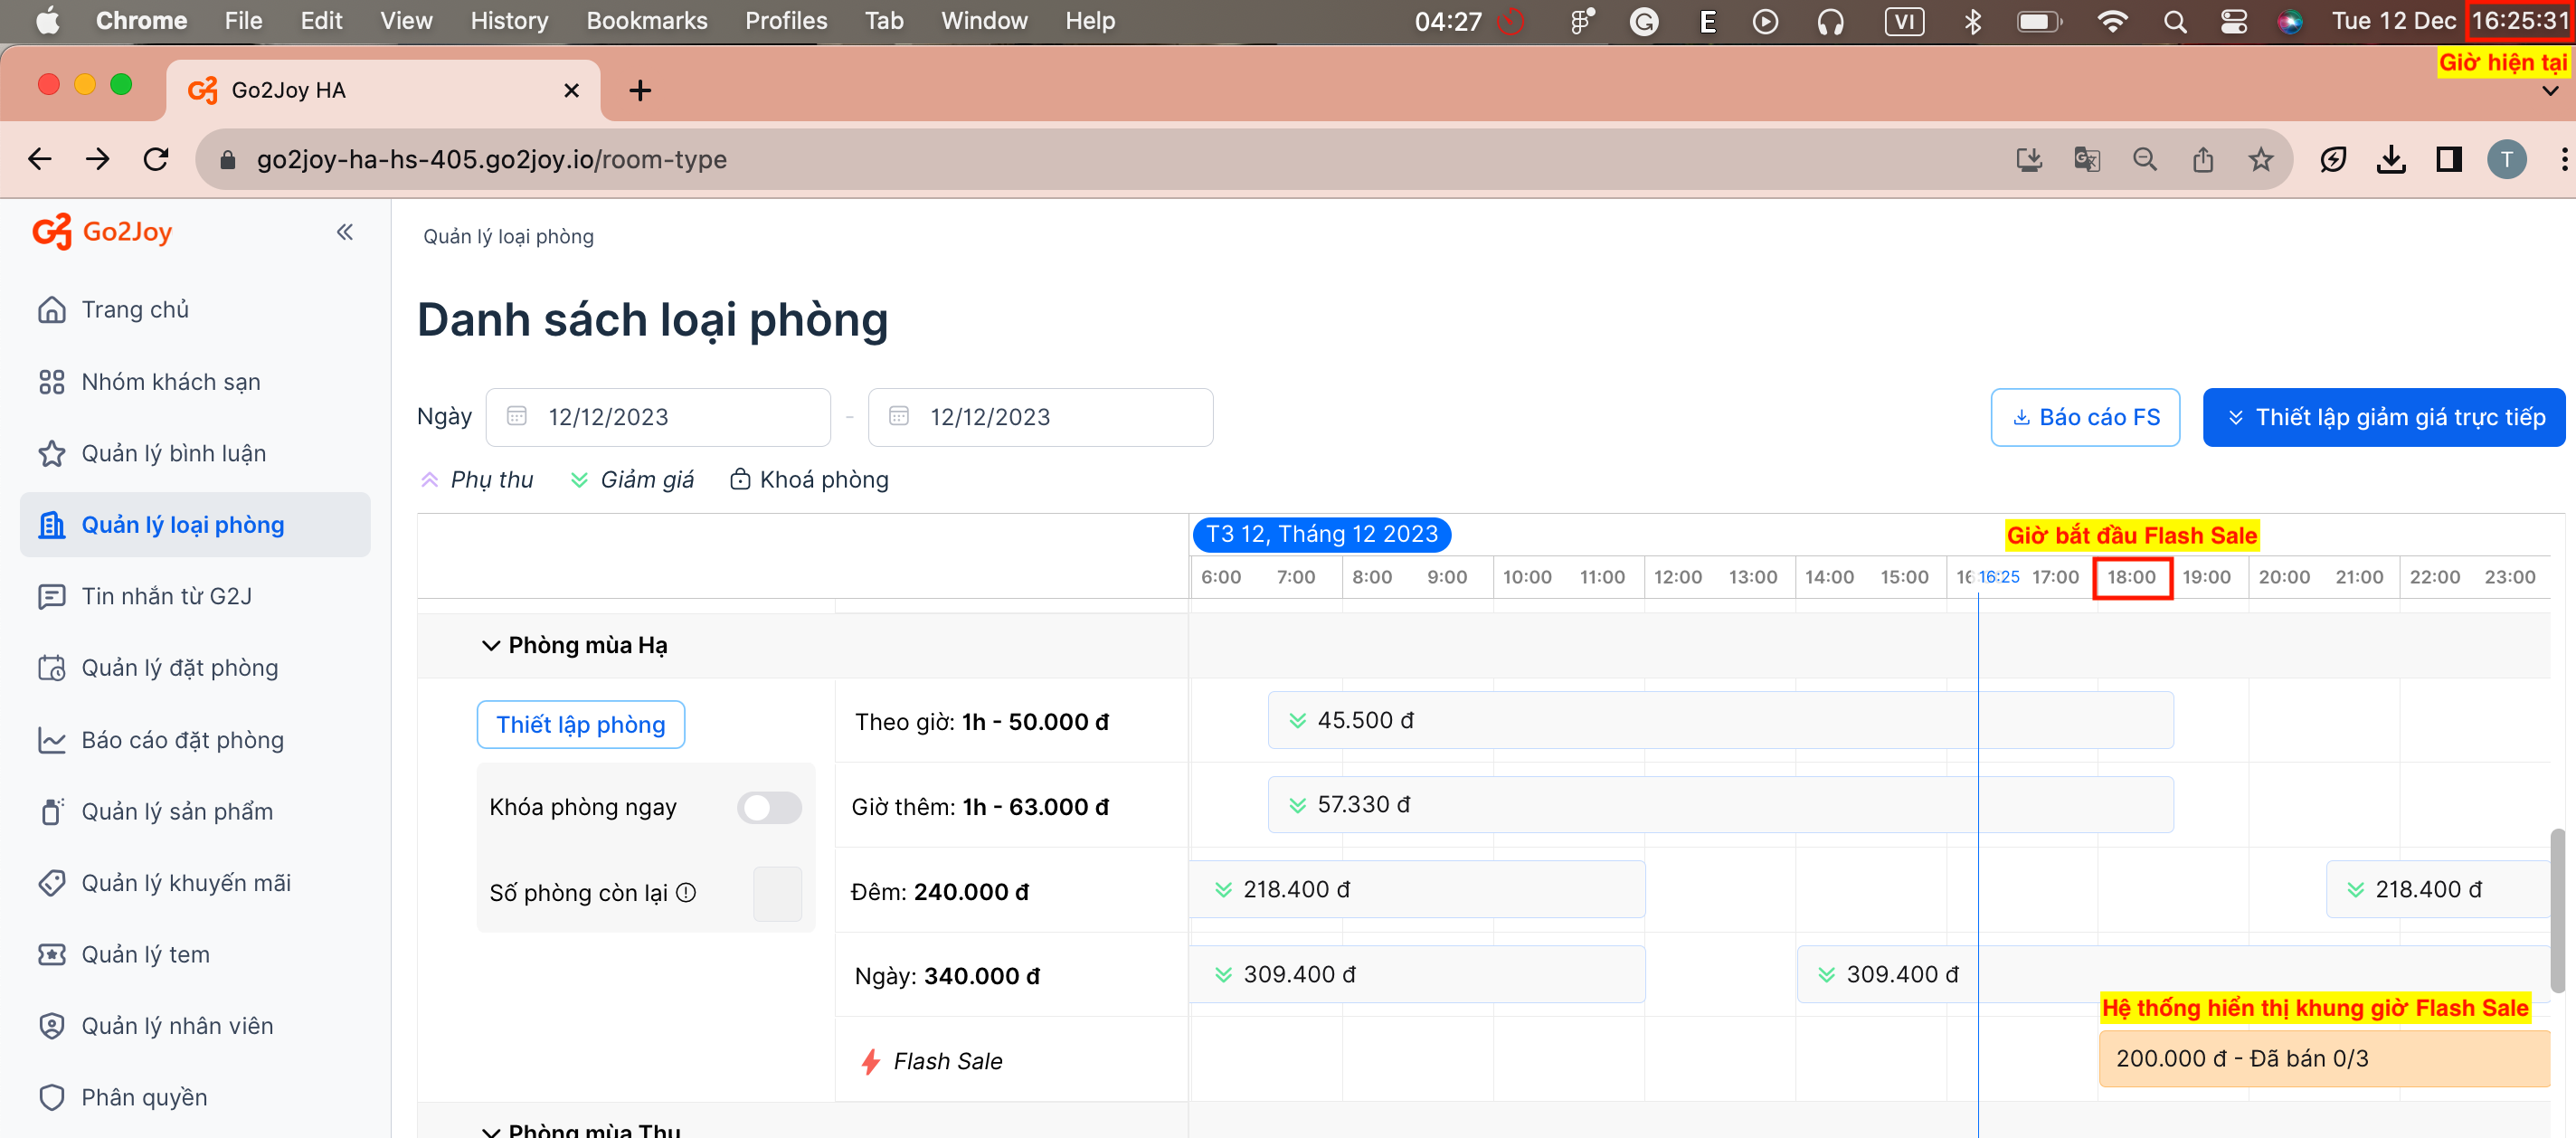 Chrome File Edit View History Bookmarks Profiles Tab Window Help 04:27 E VI Tue 12 Dec 16:25:31
Giờ hiện tại
Go2Joy HA
go2joy-ha-hs-405.go2joy.io/room-type
T
Go2Joy
Trang chủ
Nhóm khách sạn
Quản lý bình luận
Quản lý loại phòng
Tin nhắn từ G2J
Quản lý đặt phòng
Báo cáo đặt phòng
Quản lý sản phẩm
Quản lý khuyến mãi
Quản lý tem
Quản lý nhân viên
Phân quyền
Quản lý loại phòng
Danh sách loại phòng
Ngày 12/12/2023 - 12/12/2023
Báo cáo FS
Thiết lập giảm giá trực tiếp
Phụ thu Giảm giá Khoá phòng
T3 12, Tháng 12 2023
Giờ bắt đầu Flash Sale
6:00 7:00 8:00 9:00 10:00 11:00 12:00 13:00 14:00 15:00 16:25 17:00 18:00 19:00 20:00 21:00 22:00 23:00
Phòng mùa Hạ
Thiết lập phòng
Khóa phòng ngay
Số phòng còn lại
Theo giờ: 1h - 50.000 đ
45.500 đ
Giờ thêm: 1h - 63.000 đ
57.330 đ
Đêm: 240.000 đ
218.400 đ
218.400 đ
Ngày: 340.000 đ
309.400 đ
309.400 đ
Hệ thống hiển thị khung giờ Flash Sale
Flash Sale
200.000 đ - Đã bán 0/3
Phòng mùa Thu